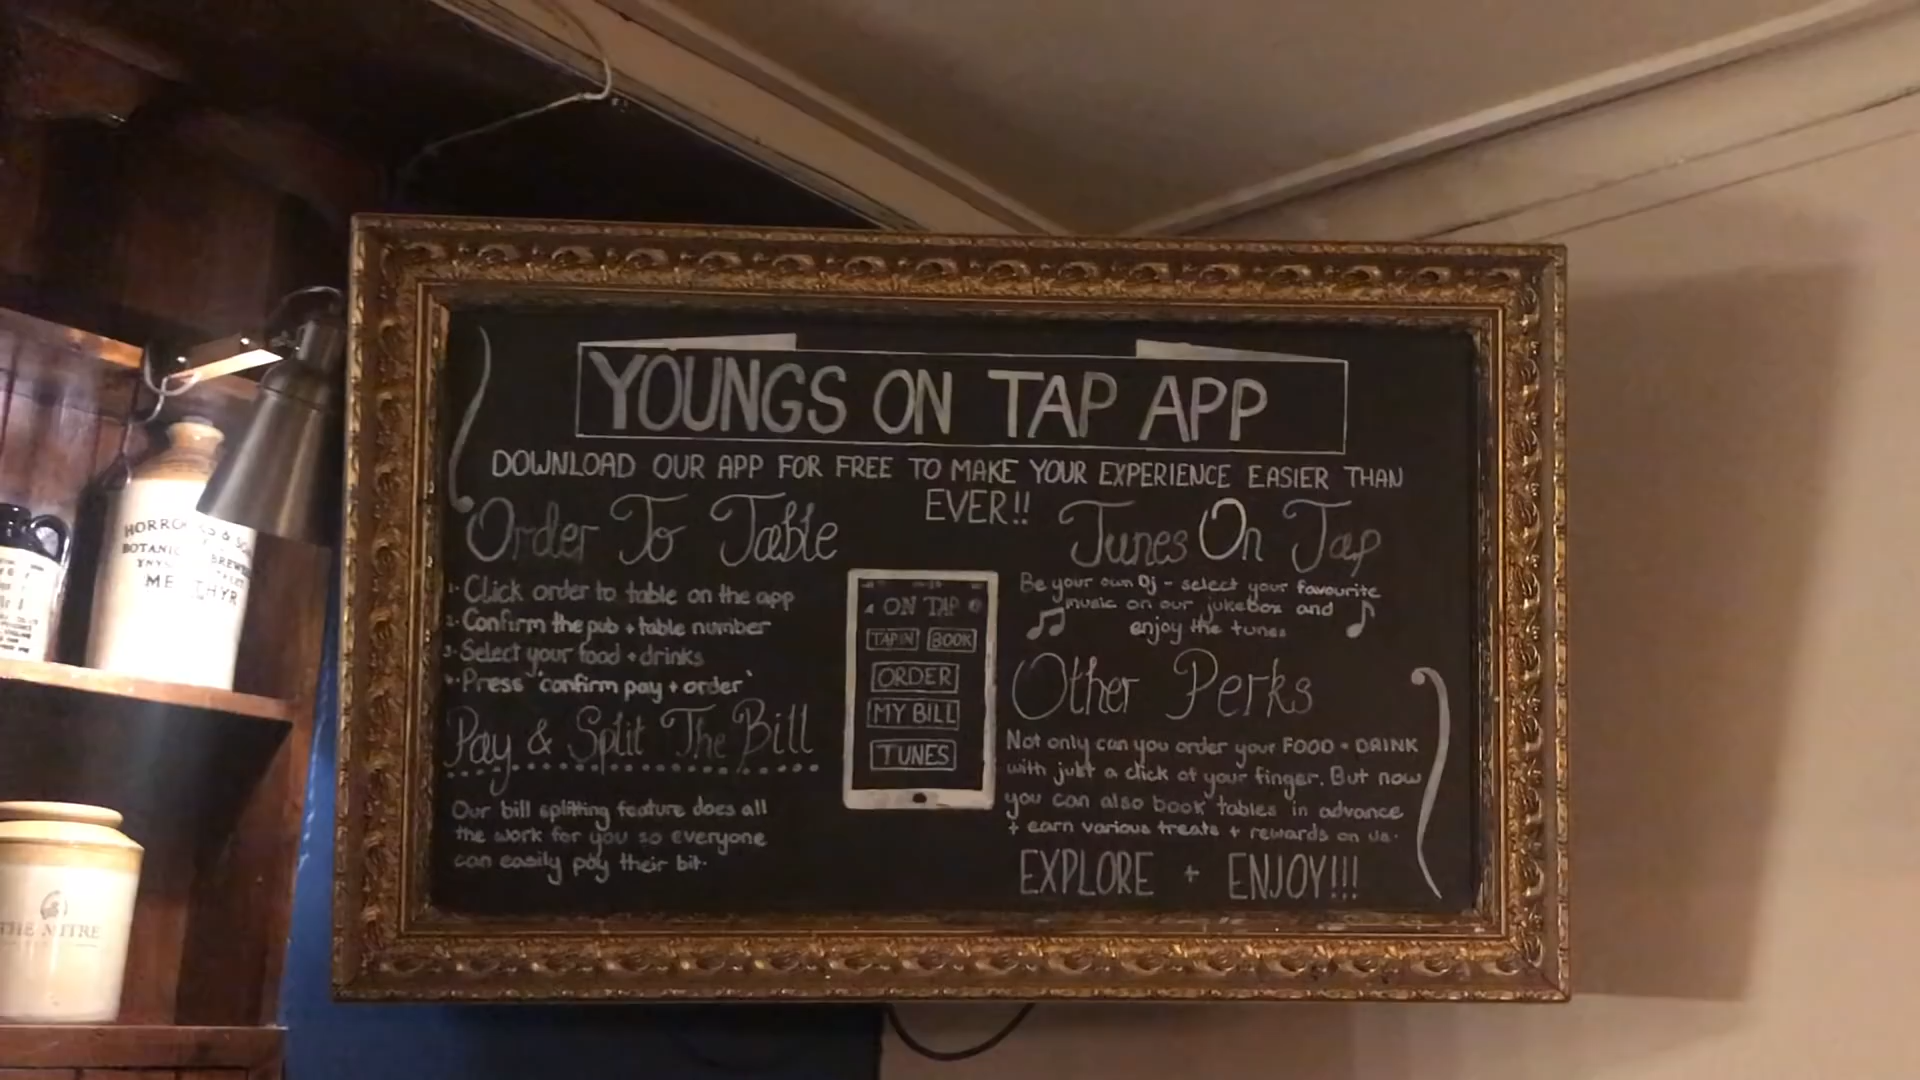 YOUNGS ON TAP APP
DOWNLOAD OUR APP FOR FREE TO MAKE YOUR EXPERIENCE EASIER THAN
EVER!!
Order To Table
1. Click order to table on the app
2. Confirm the pub + table number
3. Select your food + drinks
4. Press "confirm pay + order"
Pay & Split The Bill
Our bill splitting feature does all
the work for you so everyone
can easily pay their bit.
ON TAP
TAP IN BOOK
ORDER
MY BILL
TUNES
Tunes On Tap
Be your own Dj - select your favourite
music on our jukebox and
enjoy the tunes
Other Perks
Not only can you order your FOOD + DRINK
with just a click of your finger. But now
you can also book tables in advance
+ earn various treats + rewards on us.
EXPLORE + ENJOY!!!
HORRO S & SO
BOTANIC BREWE
ME THYR
THE MITRE